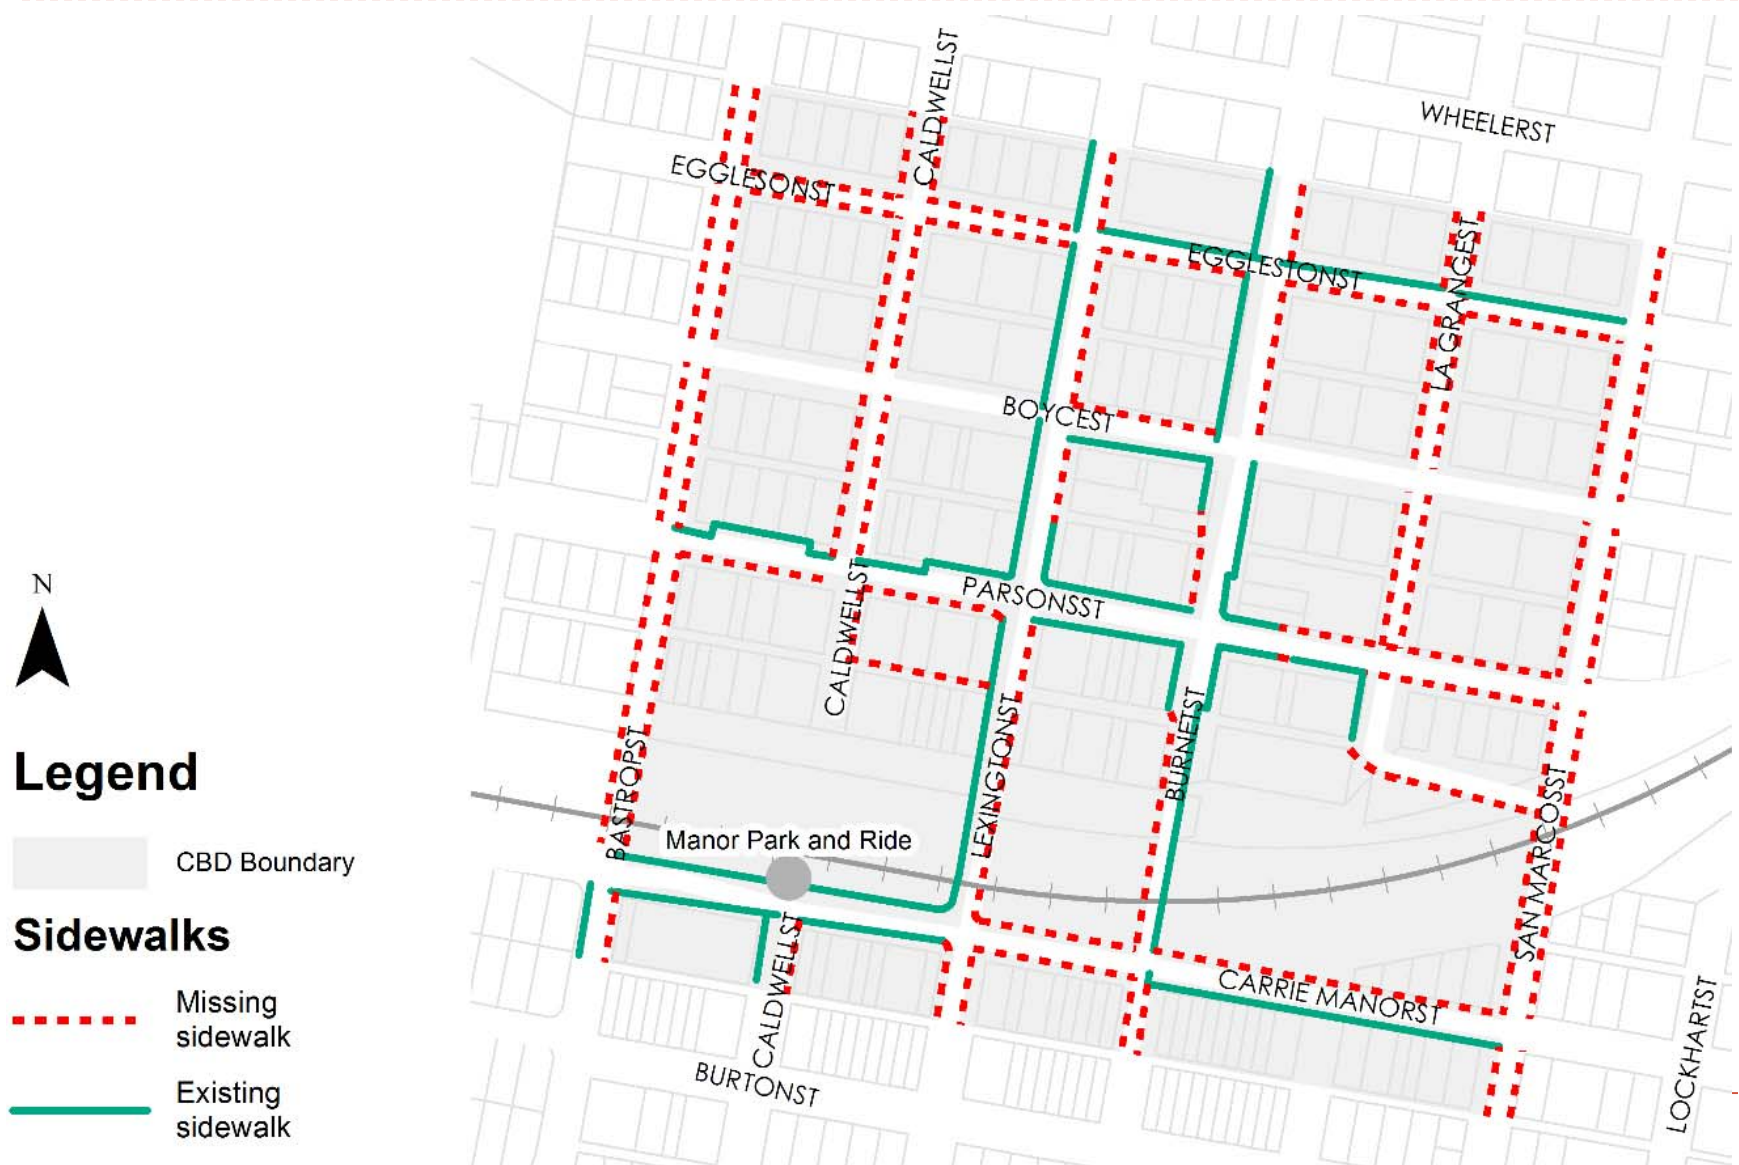 CALDWELLST
WHEELERST
EGGLESONST
EGGLESTONST
LA GRANGEST
BOYCEST
PARSONSST
CALDWELLST
N
BURNETST
LEXINGTONST
BASTROPST
SAN MARCOSST
Manor Park and Ride
Legend
CBD Boundary
Sidewalks
Missing
sidewalk
Existing
sidewalk
CALDWELLST
CARRIE MANORST
LOCKHARTST
BURTONST